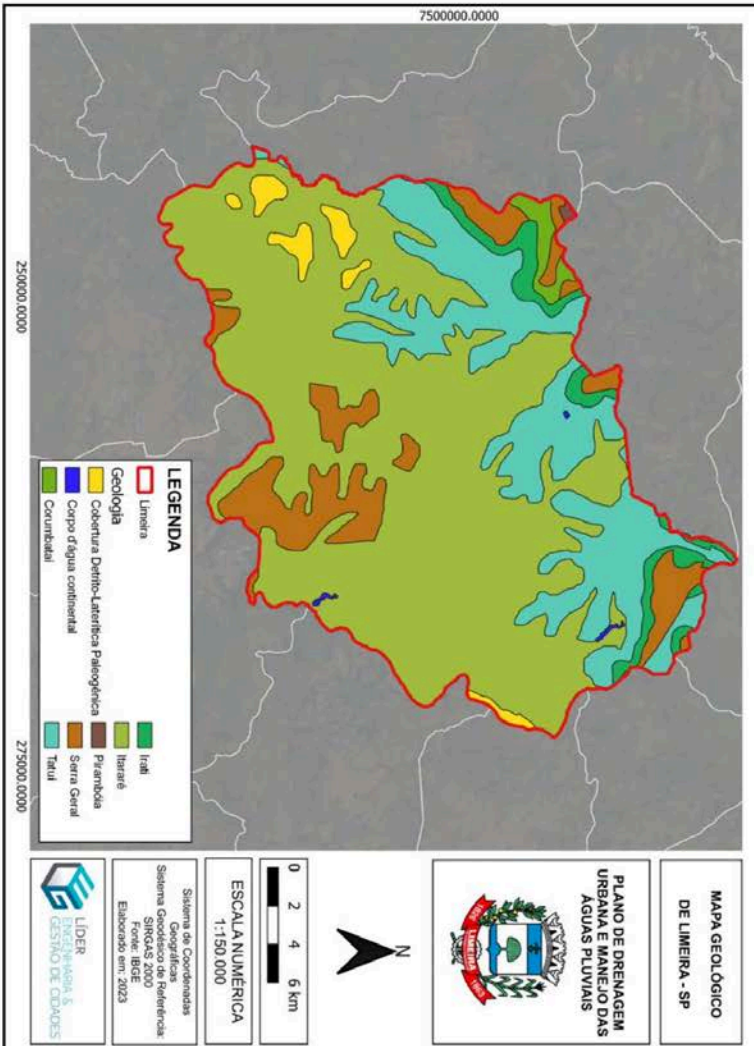 7500000.0000
250000.0000
275000.0000
LEGENDA
Limeira
Geologia
Cobertura Detrito-Laterítica Paleogênica
Corpo d'água continental
Corumbataí
Irati
Itararé
Pirambóia
Serra Geral
Tatuí
MAPA GEOLÓGICO
DE LIMEIRA - SP
PLANO DE DRENAGEM
URBANA E MANEJO DAS
ÁGUAS PLUVIAIS
1826
LIMEIRA
1863
N
0 2 4 6 km
ESCALA NUMÉRICA
1:150.000
Sistema de Coordenadas
Geográficas
Sistema Geodésico de Referência:
SIRGAS 2000
Fonte: IBGE
Elaborado em: 2023
LÍDER
ENGENHARIA &
GESTÃO DE CIDADES